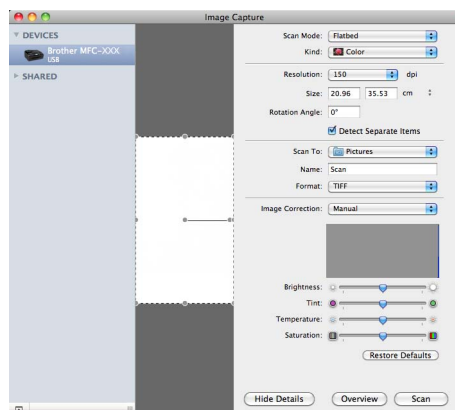 Image Capture
DEVICES
Brother MFC-XXX
USB
SHARED
Scan Mode: Flatbed
Kind: Color
Resolution: 150 dpi
Size: 20.96 35.53 cm
Rotation Angle: 0°
Detect Separate Items
Scan To: Pictures
Name: Scan
Format: TIFF
Image Correction: Manual
Brightness:
Tint:
Temperature:
Saturation:
Restore Defaults
Hide Details Overview Scan